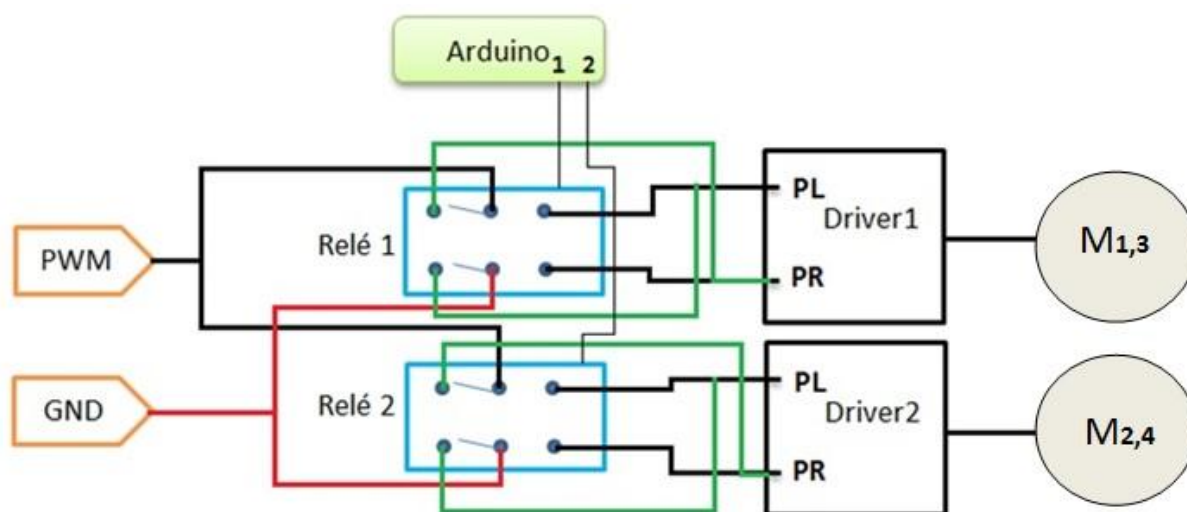 Arduino 1 2
PWM
GND
Relé 1
Relé 2
PL
Driver1
PR
PL
Driver2
PR
M1,3
M2,4